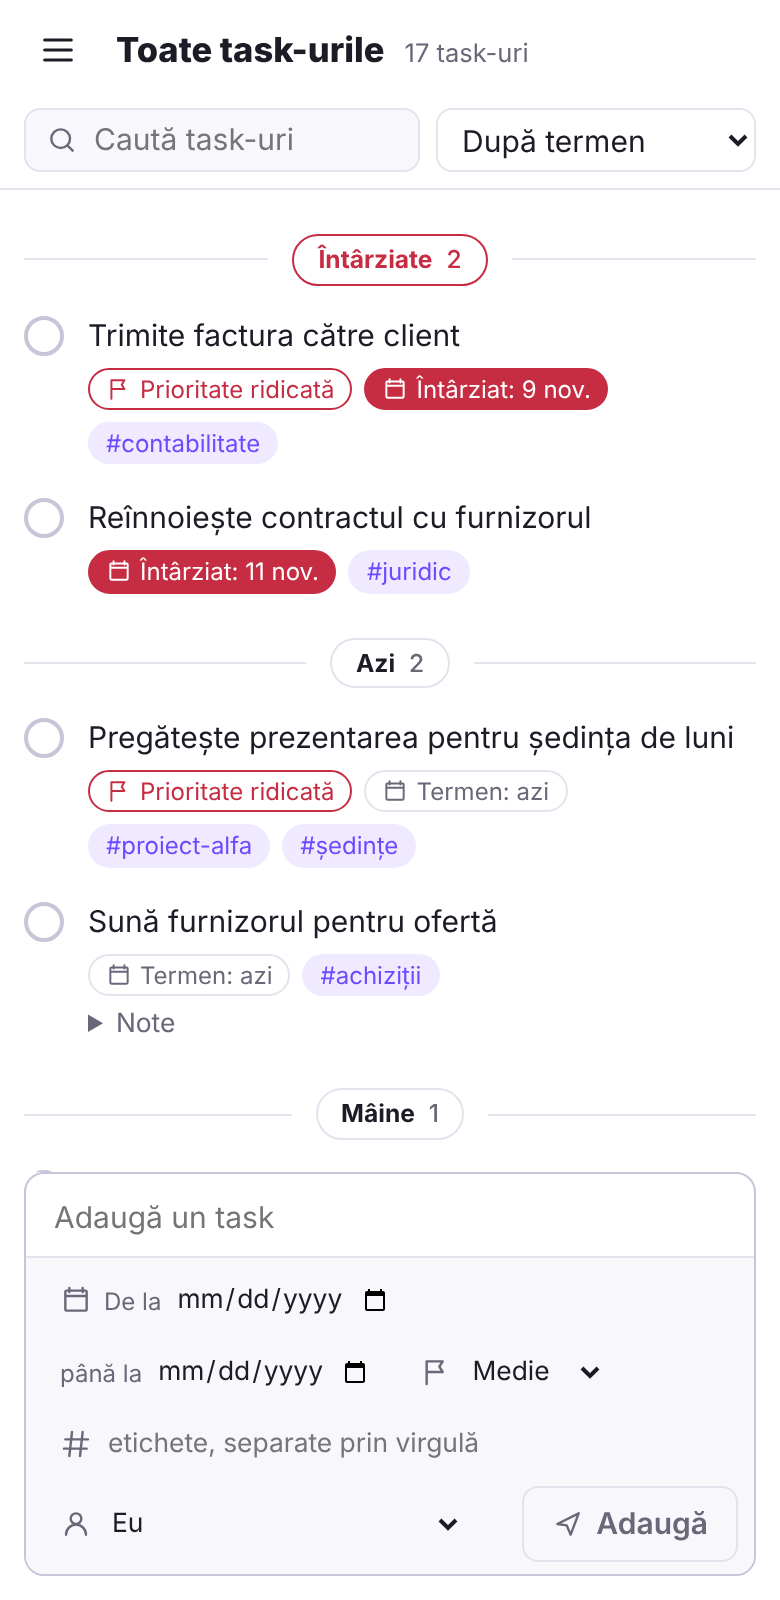 Toate task-urile 17 task-uri
Caută task-uri
După termen
Întârziate 2
Trimite factura către client
Prioritate ridicată
Întârziat: 9 nov.
#contabilitate
Reînnoiește contractul cu furnizorul
Întârziat: 11 nov.
#juridic
Azi 2
Pregătește prezentarea pentru ședința de luni
Prioritate ridicată
Termen: azi
#proiect-alfa
#ședințe
Sună furnizorul pentru ofertă
Termen: azi
#achiziții
Note
Mâine 1
Adaugă un task
De la mm/dd/yyyy
până la mm/dd/yyyy
Medie
etichete, separate prin virgulă
Eu
Adaugă